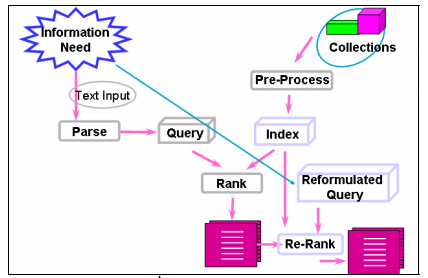 Information
Need
Collections
Pre-Process
Text Input
Parse
Query
Index
Rank
Reformulated
Query
Re-Rank